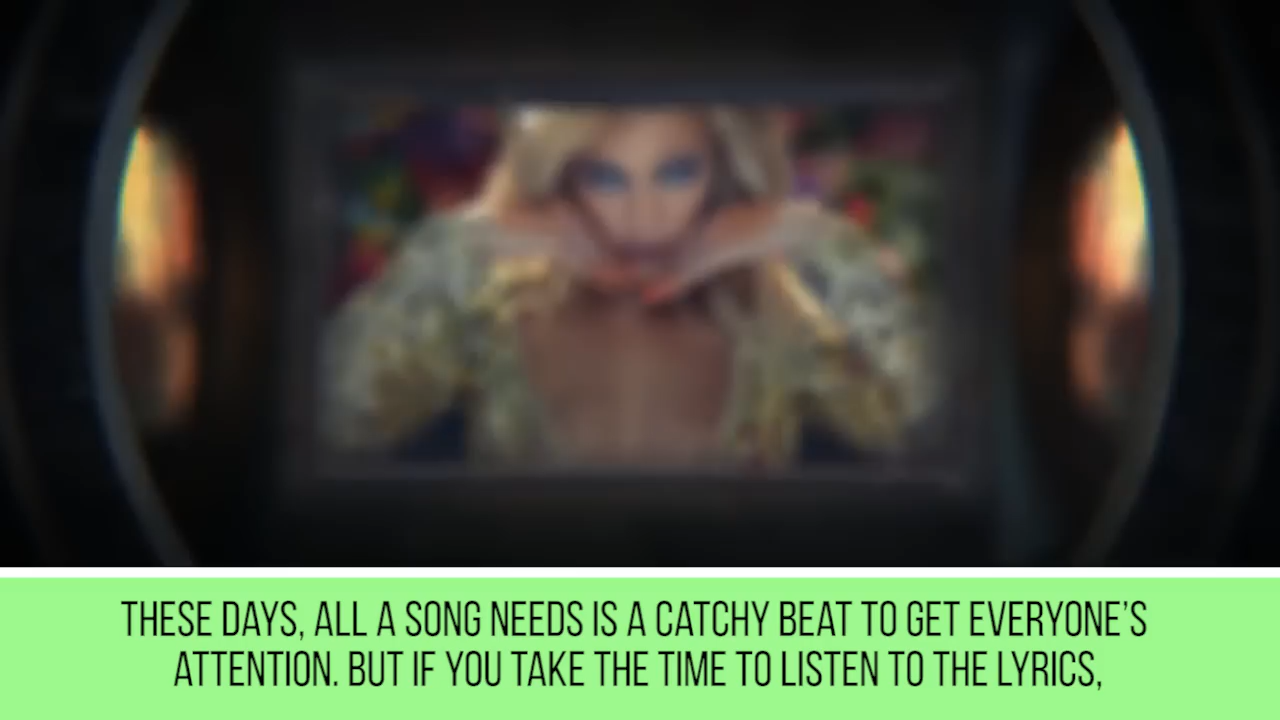 THESE DAYS, ALL A SONG NEEDS IS A CATCHY BEAT TO GET EVERYONE’S
ATTENTION. BUT IF YOU TAKE THE TIME TO LISTEN TO THE LYRICS,